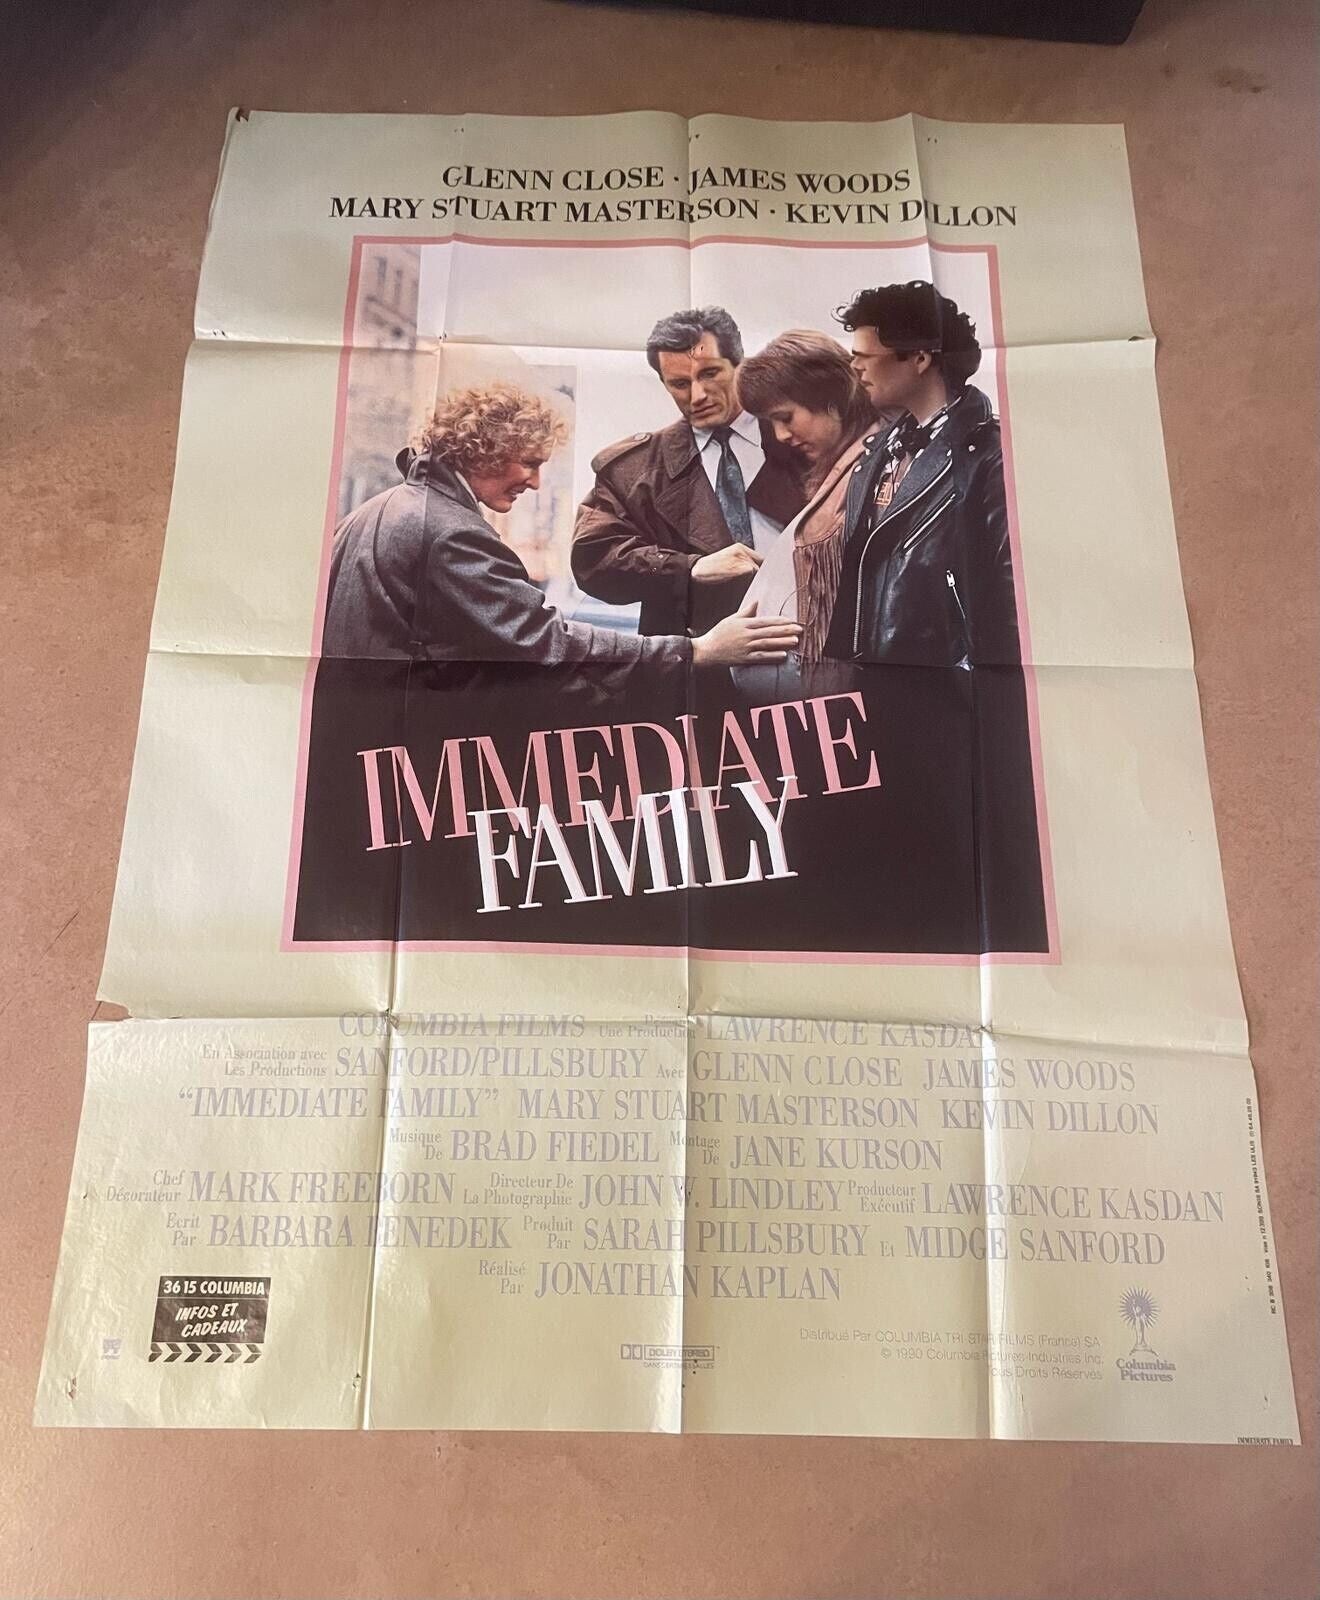 GLENN CLOSE · JAMES WOODS
MARY STUART MASTERSON · KEVIN DILLON
IMMEDIATE
FAMILY
COLUMBIA FILMS Une Production LAWRENCE KASDAN
En Association avec Les Productions SANFORD/PILLSBURY Avec GLENN CLOSE JAMES WOODS
“IMMEDIATE FAMILY” MARY STUART MASTERSON KEVIN DILLON
Musique De BRAD FIEDEL Montage De JANE KURSON
Chef Décorateur MARK FREEBORN Directeur De La Photographie JOHN W. LINDLEY Producteur Exécutif LAWRENCE KASDAN
Ecrit Par BARBARA BENEDEK Produit Par SARAH PILLSBURY Et MIDGE SANFORD
Réalisé Par JONATHAN KAPLAN
3615 COLUMBIA
INFOS ET
CADEAUX
DOLBY STEREO
DANS CERTAINES SALLES
Distribué Par COLUMBIA TRI STAR FILMS (France) SA
© 1990 Columbia Pictures Industries Inc.
Tous Droits Réservés
Columbia
Pictures
IMMEDIATE FAMILY